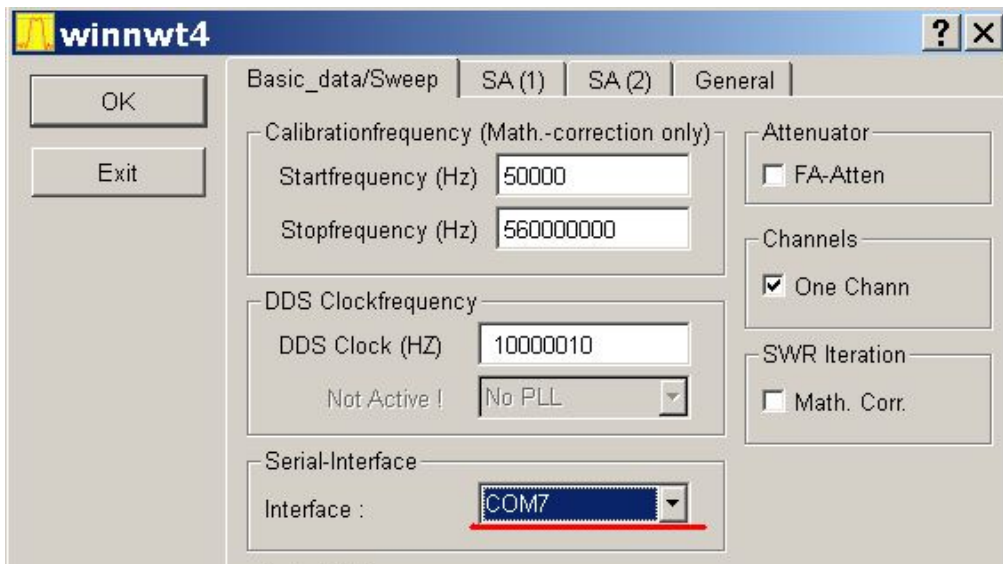 winnwt4
OK
Exit
Basic_data/Sweep SA (1) SA (2) General
Calibrationfrequency (Math.-correction only)
Startfrequency (Hz) 50000
Stopfrequency (Hz) 560000000
DDS Clockfrequency
DDS Clock (HZ) 10000010
Not Active ! No PLL
Serial-Interface
Interface : COM7
Attenuator
FA-Atten
Channels
One Chann
SWR Iteration
Math. Corr.